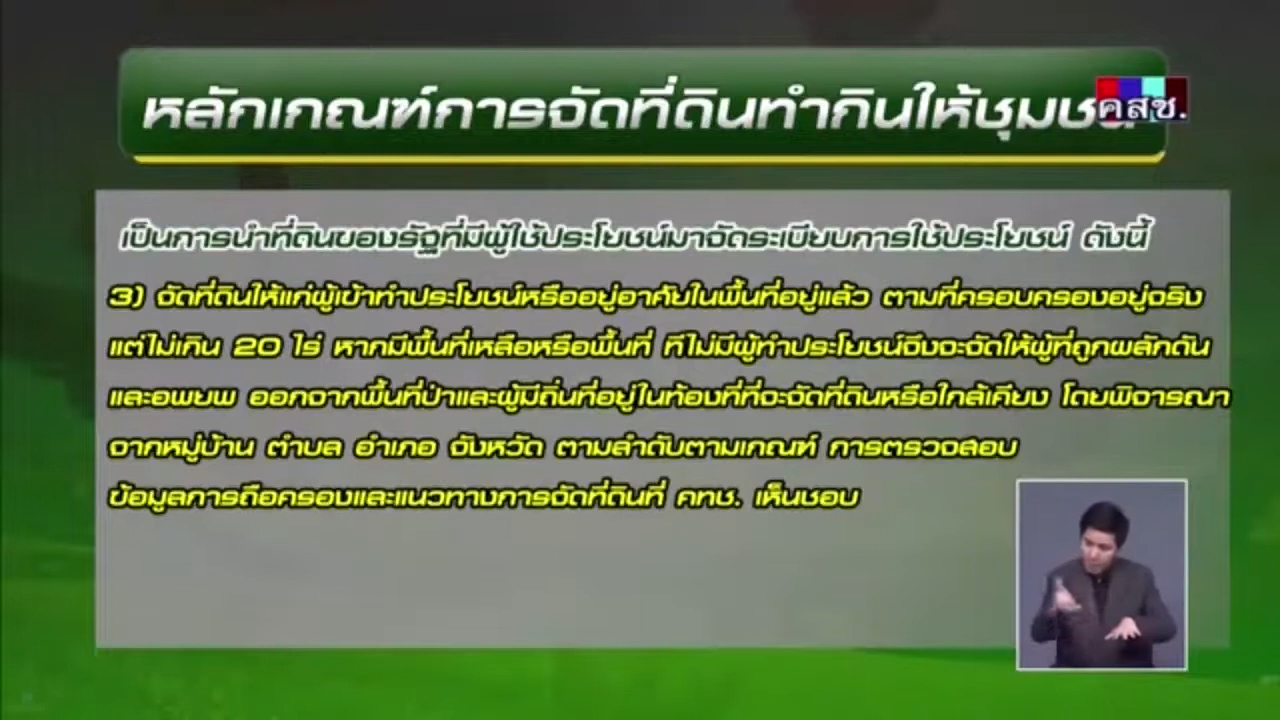 หลักเกณฑ์การจัดที่ดินทำกินให้ชุมชน
คสช.
เป็นการนำที่ดินของรัฐที่มีผู้ใช้ประโยชน์มาจัดระเบียบการใช้ประโยชน์ ดังนี้
3) จัดที่ดินให้แก่ผู้เข้าทำประโยชน์หรืออยู่อาศัยในพื้นที่อยู่แล้ว ตามที่ครอบครองอยู่จริง
แต่ไม่เกิน 20 ไร่ หากมีพื้นที่เหลือหรือพื้นที่ ที่ไม่มีผู้ทำประโยชน์จึงจะจัดให้ผู้ที่ถูกผลักดัน
และอพยพ ออกจากพื้นที่ป่าและผู้มีถิ่นที่อยู่ในท้องที่ที่จะจัดที่ดินหรือใกล้เคียง โดยพิจารณา
จากหมู่บ้าน ตำบล อำเภอ จังหวัด ตามลำดับตามเกณฑ์ การตรวจสอบ
ข้อมูลการถือครองและแนวทางการจัดที่ดินที่ คทช. เห็นชอบ